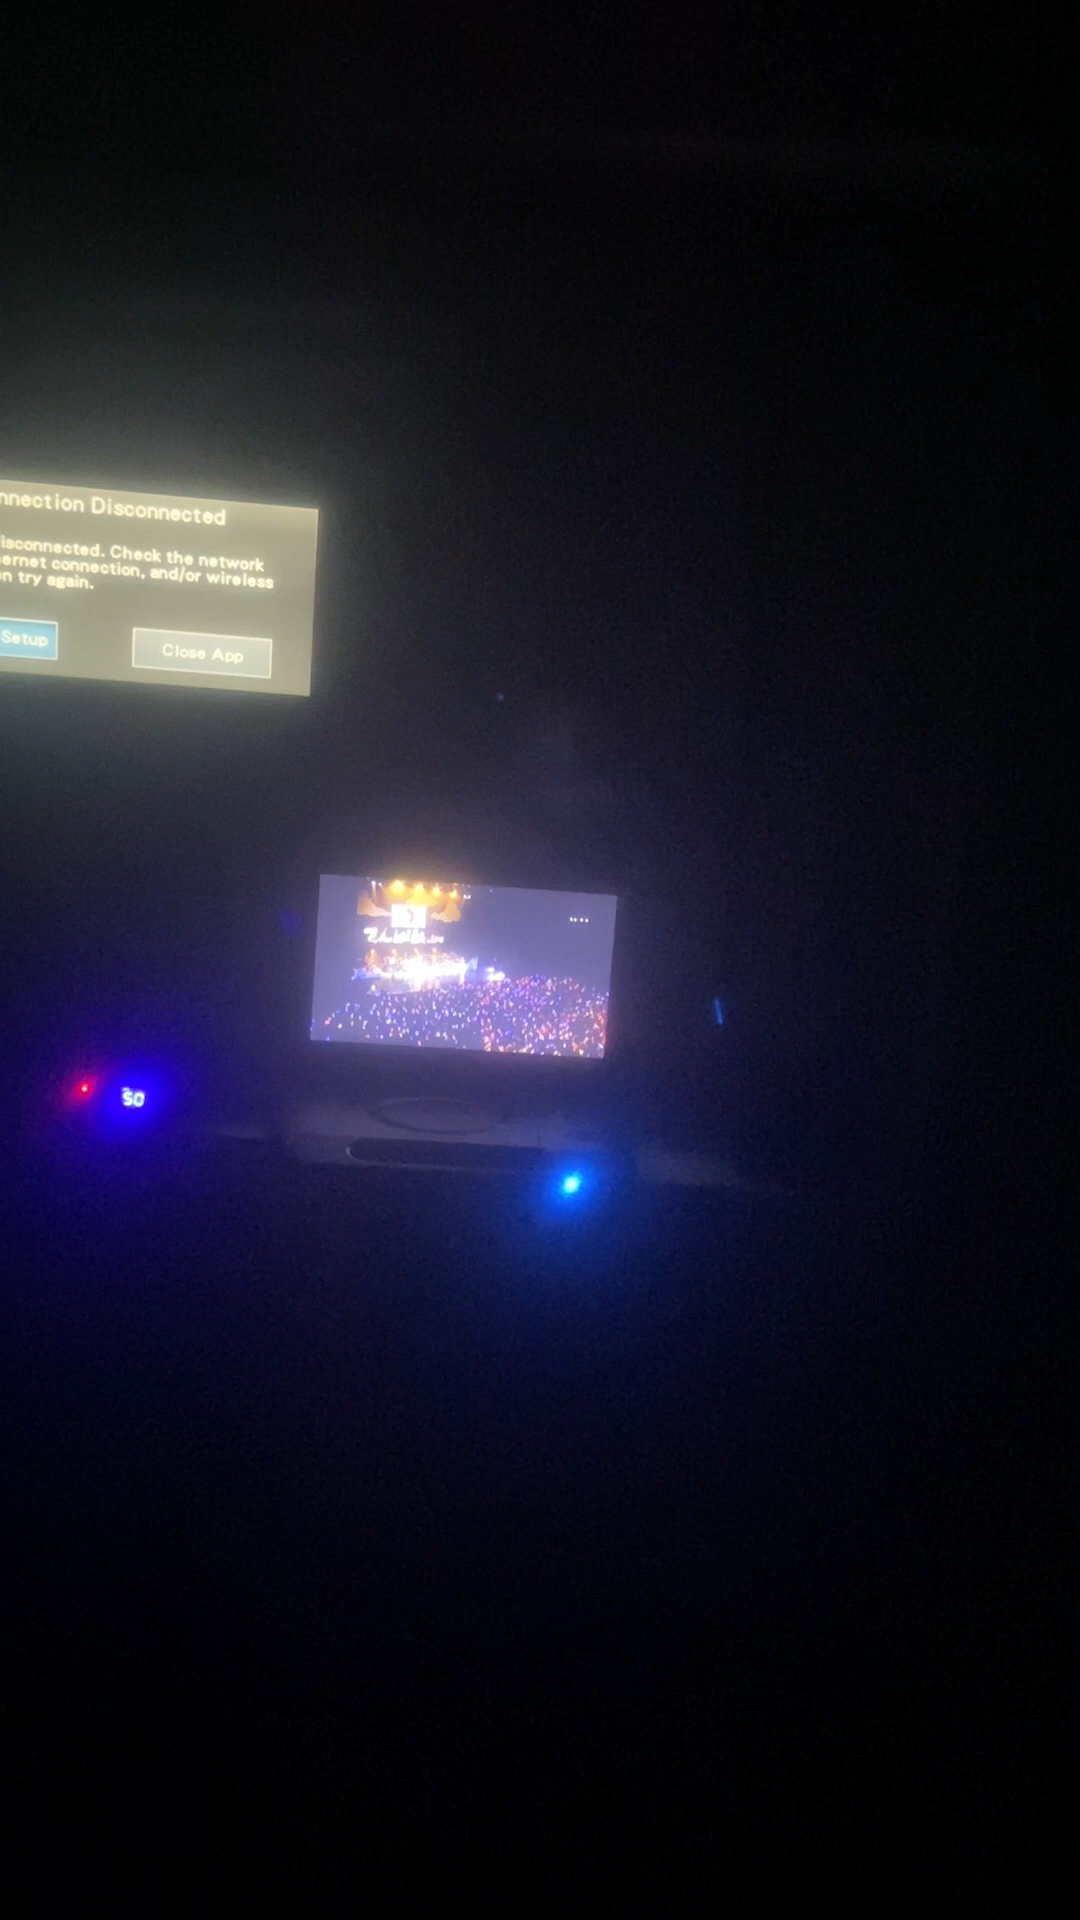 nnection Disconnected
isconnected. Check the network
ernet connection, and/or wireless
n try again.
Setup
Close App
50